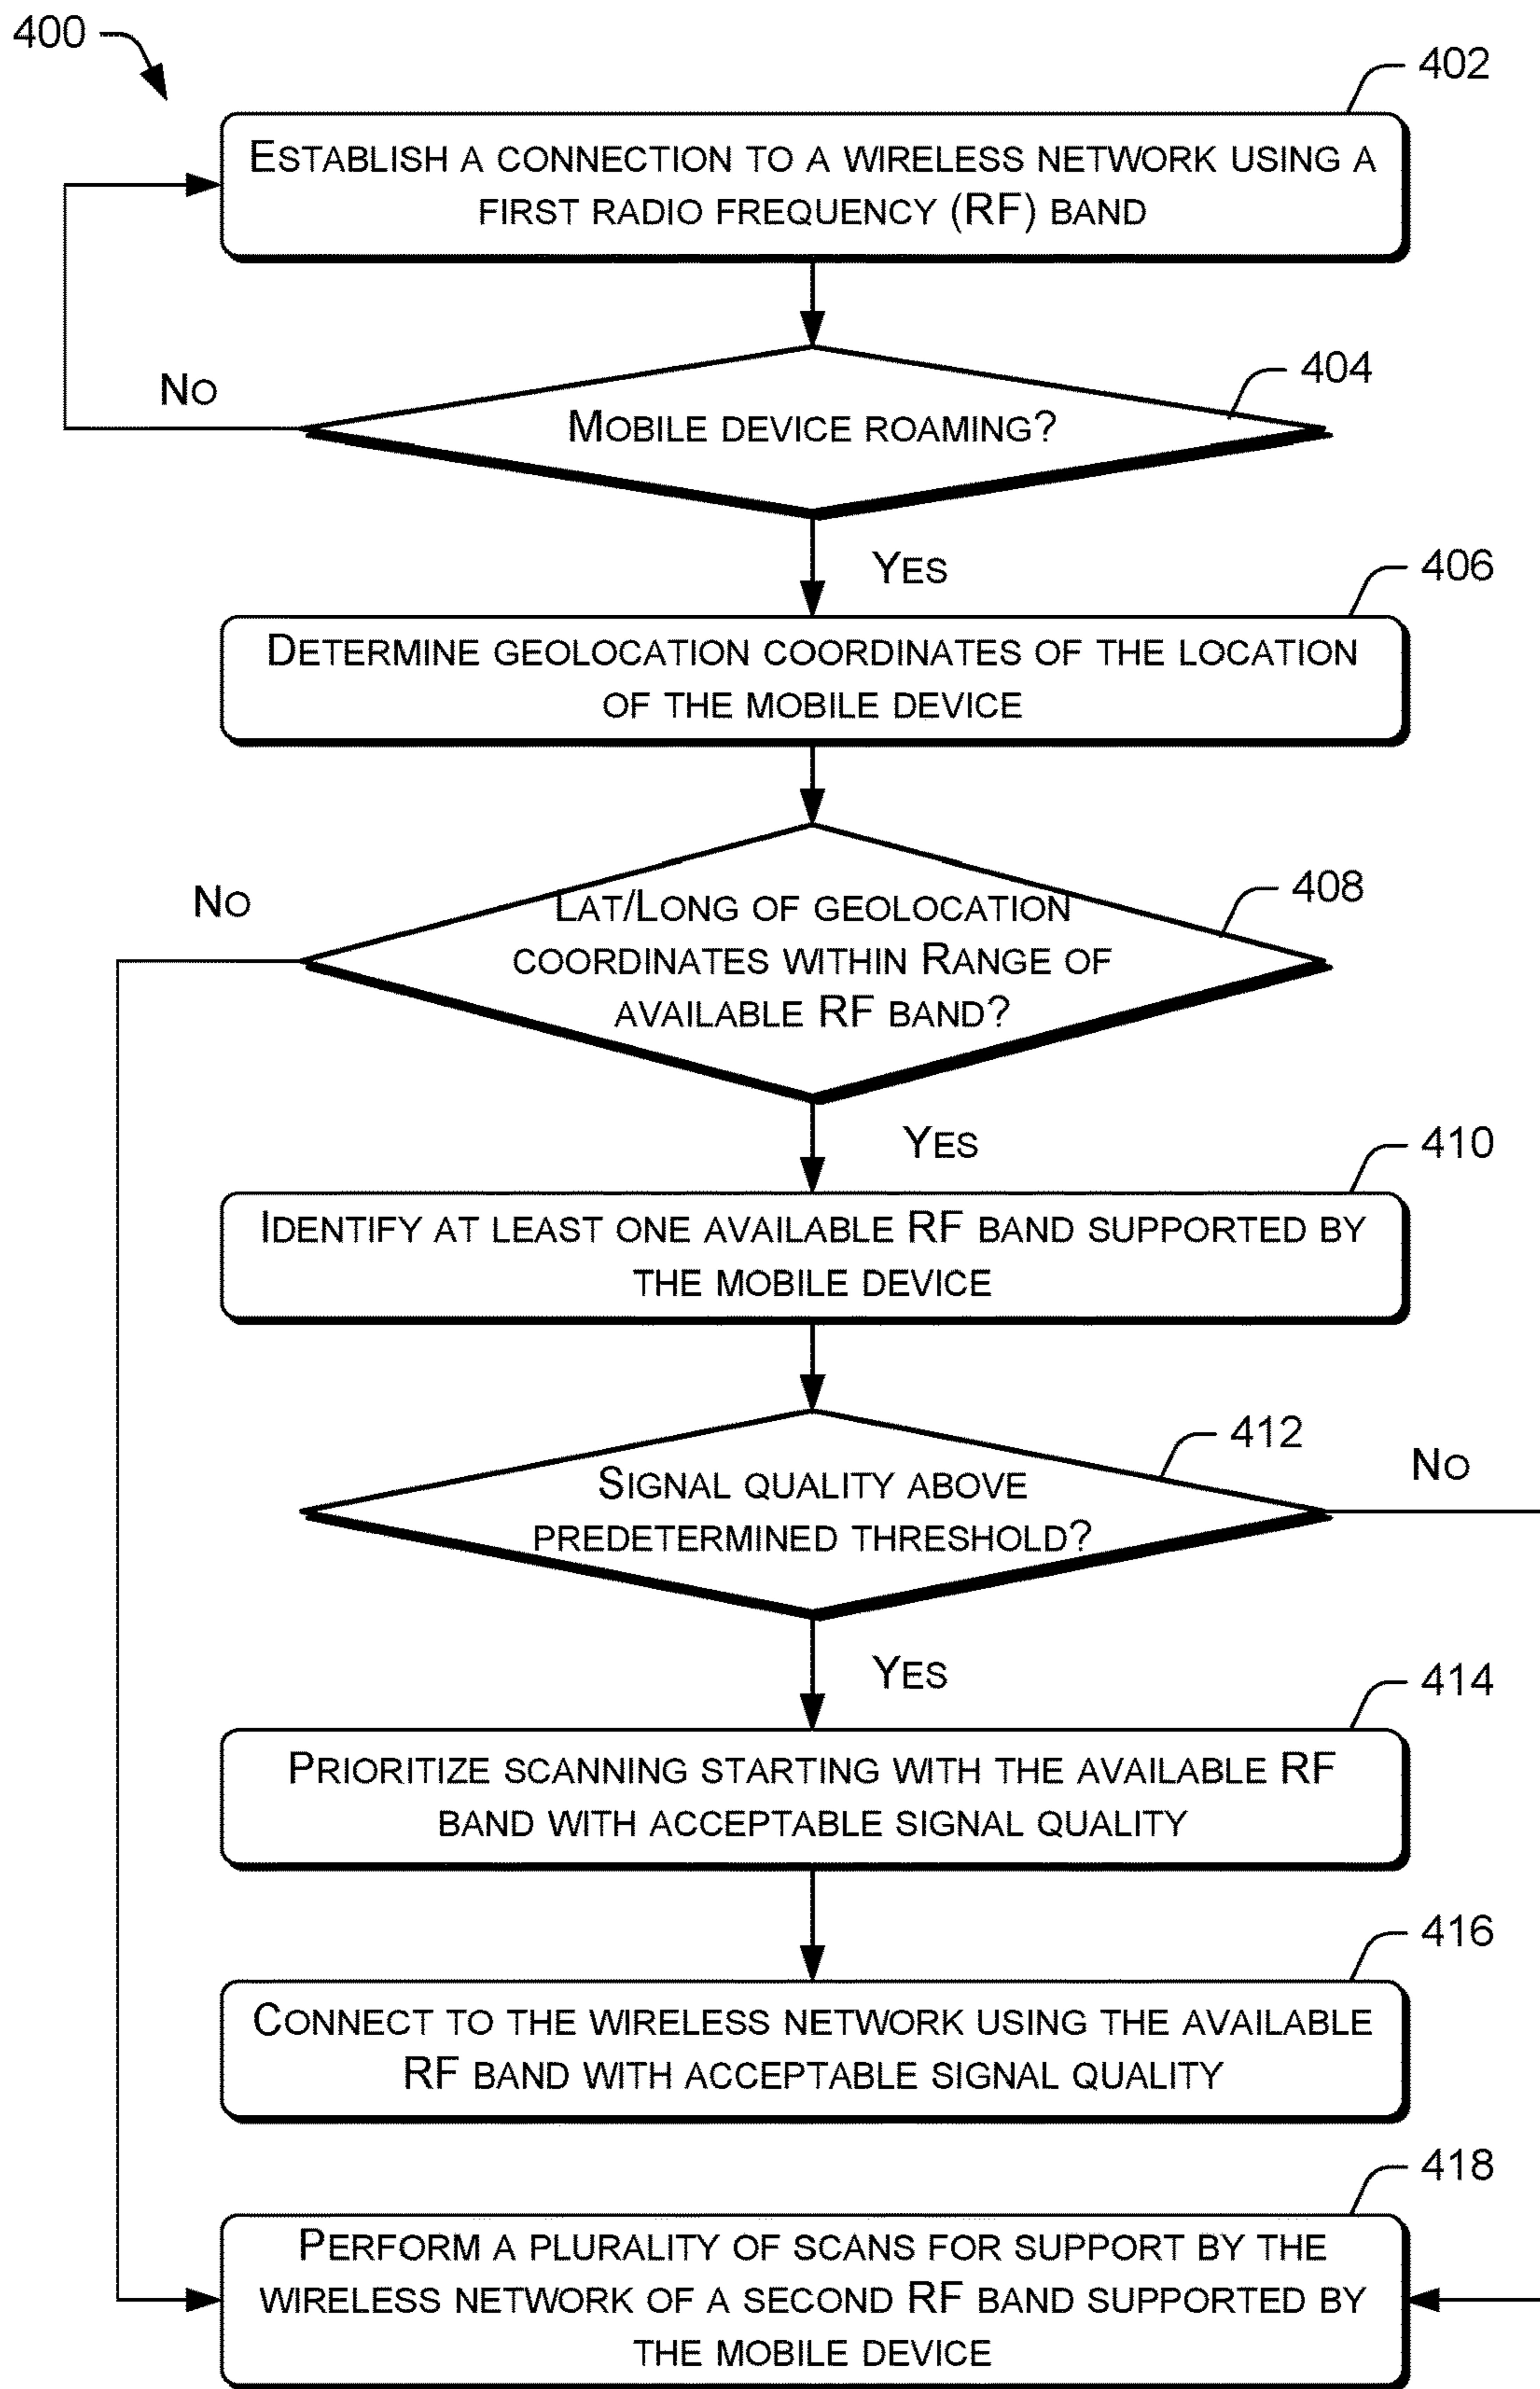 400
402
ESTABLISH A CONNECTION TO A WIRELESS NETWORK USING A
FIRST RADIO FREQUENCY (RF) BAND
404
NO
MOBILE DEVICE ROAMING?
YES
406
DETERMINE GEOLOCATION COORDINATES OF THE LOCATION
OF THE MOBILE DEVICE
408
NO
LAT/LONG OF GEOLOCATION
COORDINATES WITHIN RANGE OF
AVAILABLE RF BAND?
YES
410
IDENTIFY AT LEAST ONE AVAILABLE RF BAND SUPPORTED BY
THE MOBILE DEVICE
412
NO
SIGNAL QUALITY ABOVE
PREDETERMINED THRESHOLD?
YES
414
PRIORITIZE SCANNING STARTING WITH THE AVAILABLE RF
BAND WITH ACCEPTABLE SIGNAL QUALITY
416
CONNECT TO THE WIRELESS NETWORK USING THE AVAILABLE
RF BAND WITH ACCEPTABLE SIGNAL QUALITY
418
PERFORM A PLURALITY OF SCANS FOR SUPPORT BY THE
WIRELESS NETWORK OF A SECOND RF BAND SUPPORTED BY
THE MOBILE DEVICE